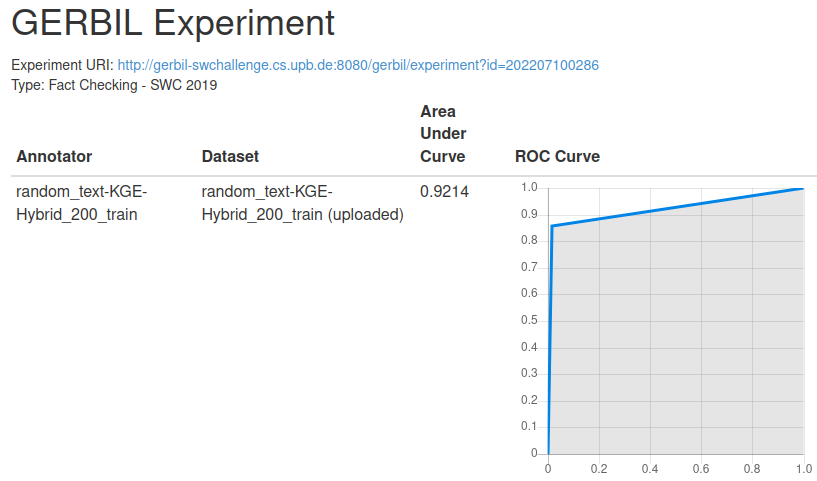 GERBIL Experiment
Experiment URI: http://gerbil-swchallenge.cs.upb.de:8080/gerbil/experiment?id=202207100286
Type: Fact Checking - SWC 2019
Annotator
Dataset
Area
Under
Curve
ROC Curve
random_text-KGE-
Hybrid_200_train
random_text-KGE-
Hybrid_200_train (uploaded)
0.9214
1.0
0.9
0.8
0.7
0.6
0.5
0.4
0.3
0.2
0.1
0
0 0.2 0.4 0.6 0.8 1.0